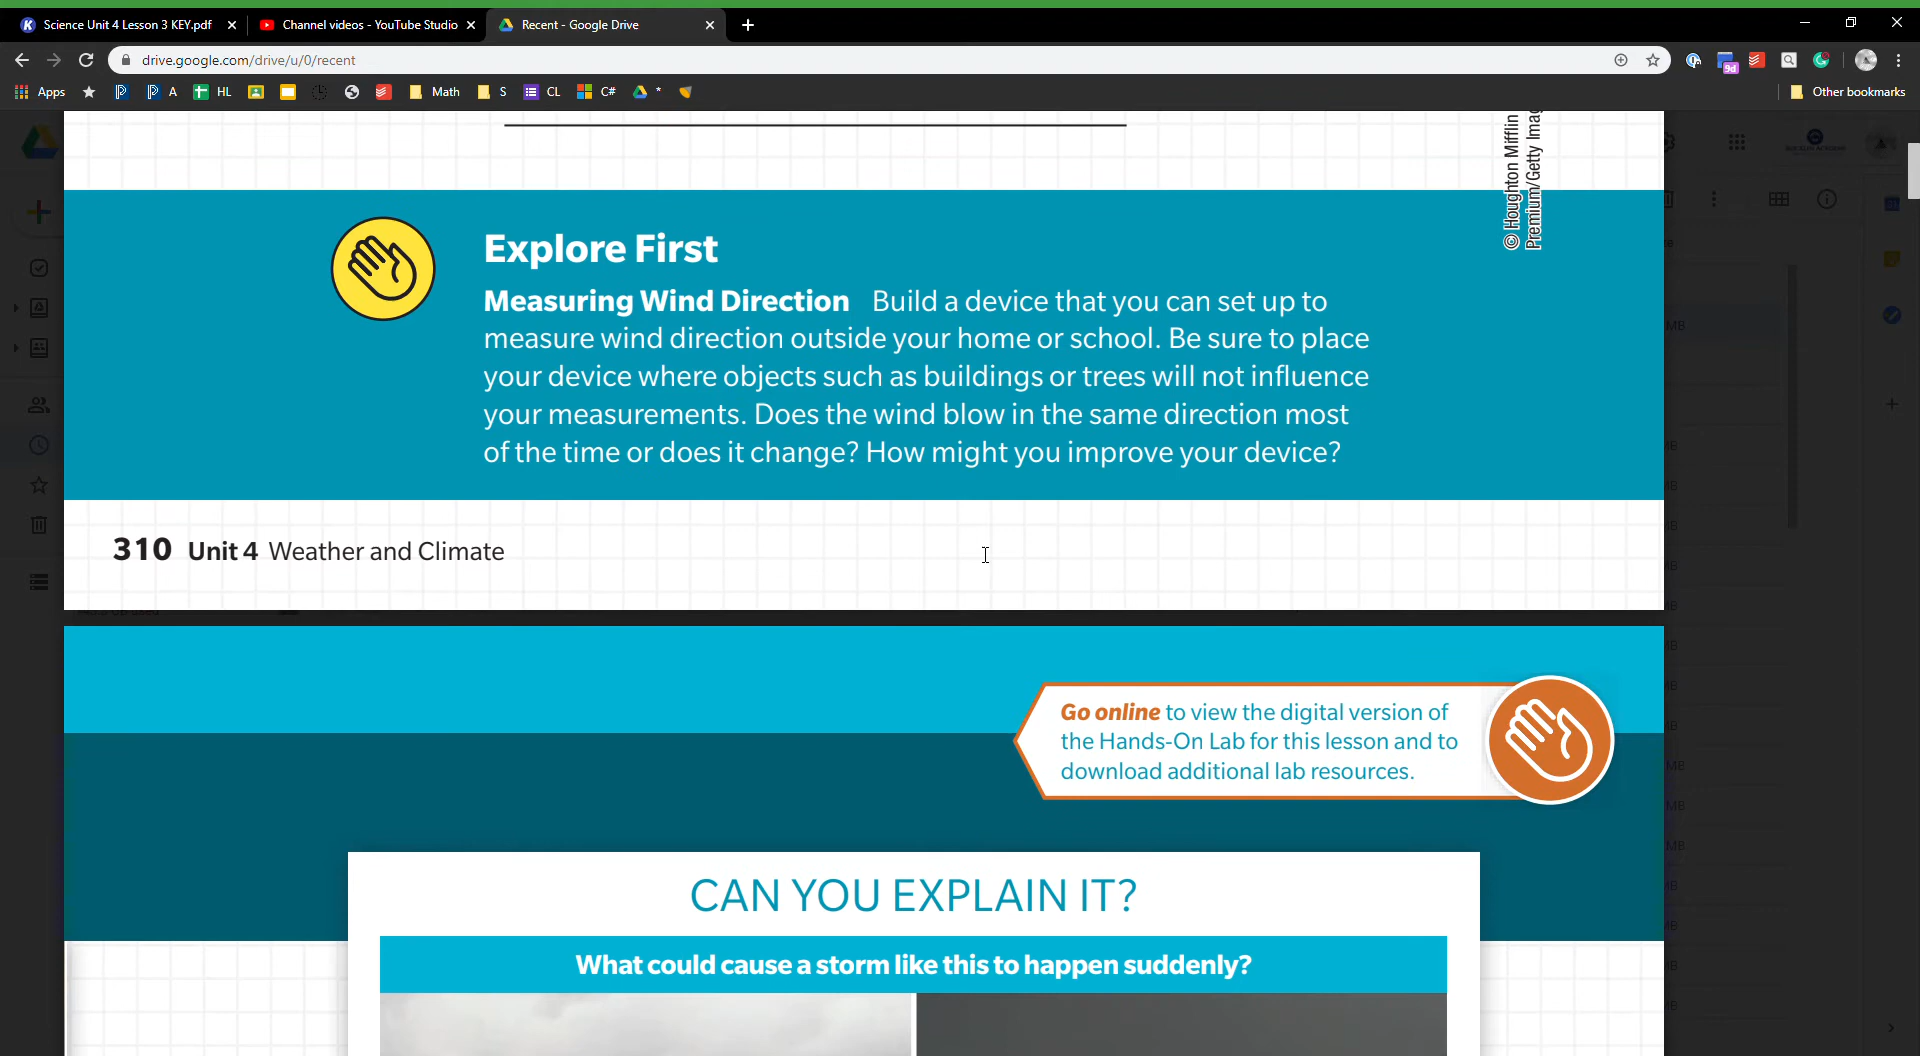 Science Unit 4 Lesson 3 KEY.pdf
Channel videos - YouTube Studio
Recent - Google Drive
drive.google.com/drive/u/0/recent
9d
Apps
A
HL
Math
S
CL
C#
*
Other bookmarks
© Houghton Mifflin
Premium/Getty Imag
Explore First
Measuring Wind Direction Build a device that you can set up to
measure wind direction outside your home or school. Be sure to place
your device where objects such as buildings or trees will not influence
your measurements. Does the wind blow in the same direction most
of the time or does it change? How might you improve your device?
310 Unit 4 Weather and Climate
Go online to view the digital version of
the Hands-On Lab for this lesson and to
download additional lab resources.
CAN YOU EXPLAIN IT?
What could cause a storm like this to happen suddenly?